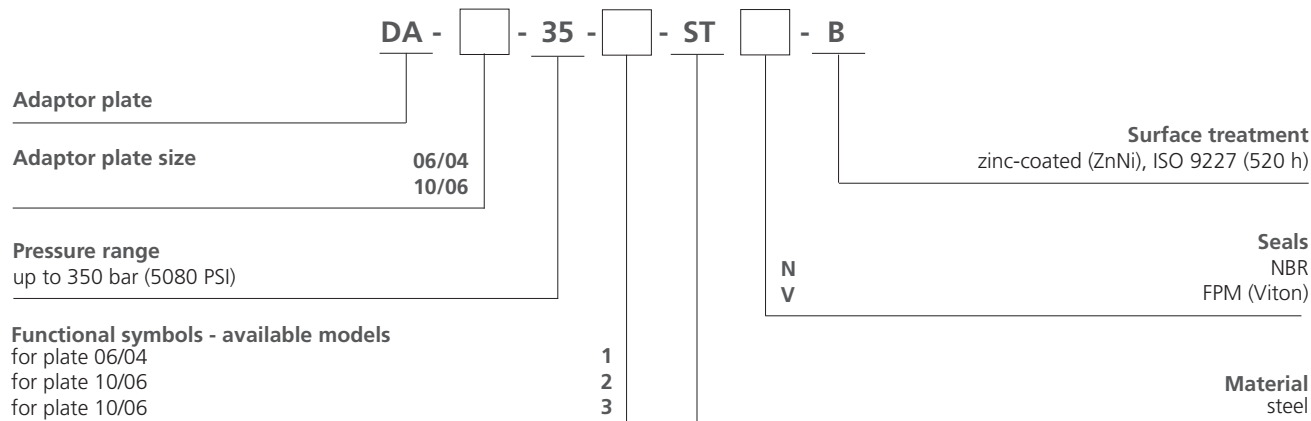 DA - - 35 - - ST - B
Adaptor plate
Adaptor plate size 06/04
10/06
Pressure range
up to 350 bar (5080 PSI)
Functional symbols - available models
for plate 06/04 1
for plate 10/06 2
for plate 10/06 3
Surface treatment
zinc-coated (ZnNi), ISO 9227 (520 h)
Seals
N NBR
V FPM (Viton)
Material
steel